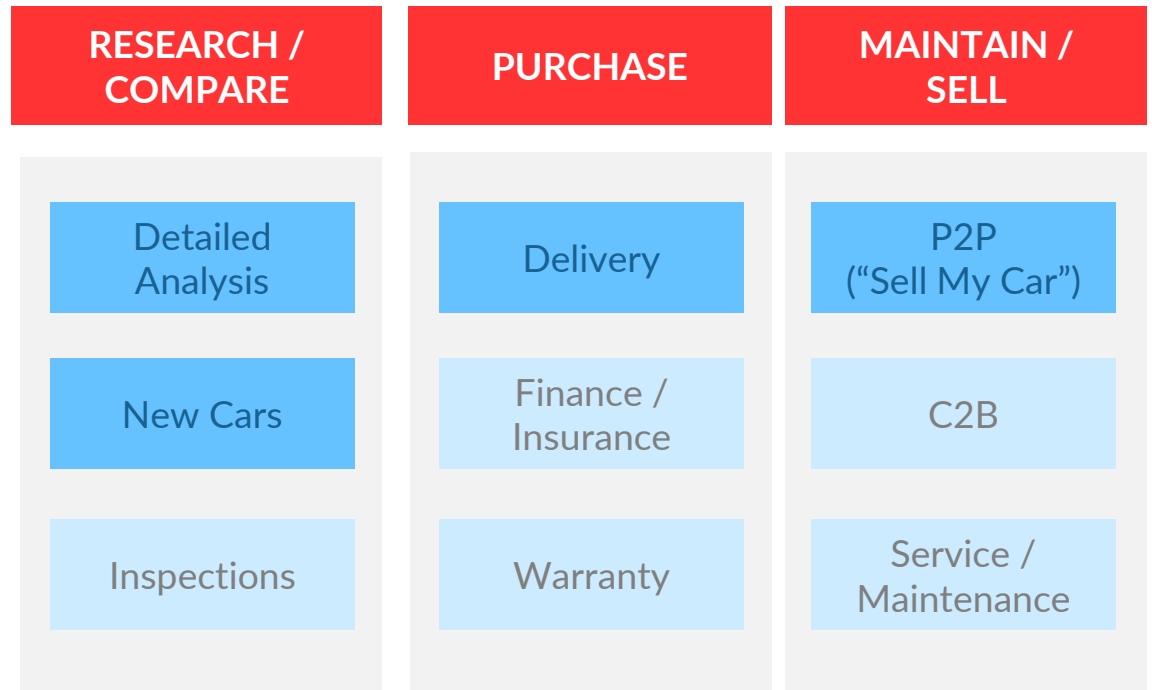 RESEARCH /
COMPARE
PURCHASE
MAINTAIN /
SELL
Detailed
Analysis
New Cars
Inspections
Delivery
Finance /
Insurance
Warranty
P2P
(“Sell My Car”)
C2B
Service /
Maintenance